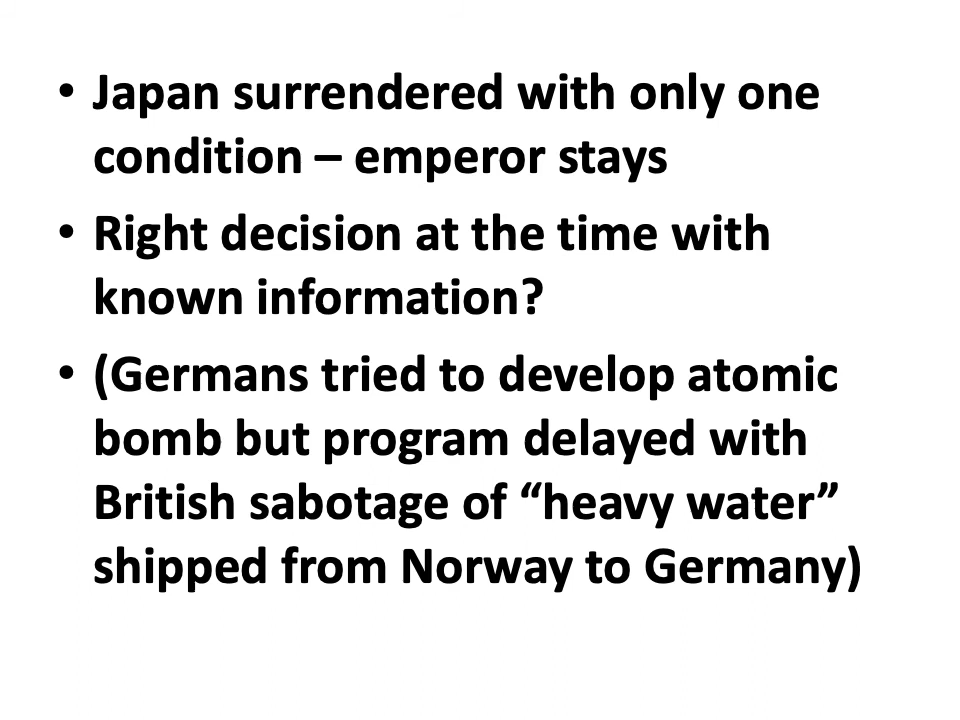 • Japan surrendered with only one
condition – emperor stays
• Right decision at the time with
known information?
• (Germans tried to develop atomic
bomb but program delayed with
British sabotage of “heavy water”
shipped from Norway to Germany)